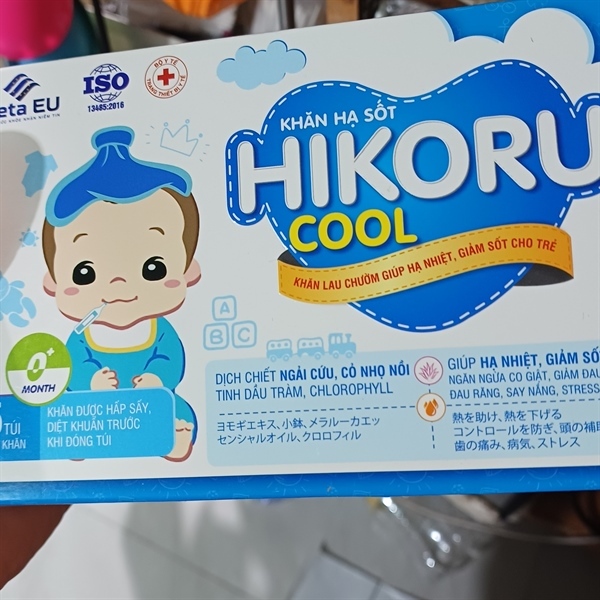 eta EU
ISO
13485:2016
BỘ Y TẾ
TRANG THIẾT BỊ Y TẾ
KHĂN HẠ SỐT
HIKORU
COOL
KHĂN LAU CHƯỜM GIÚP HẠ NHIỆT, GIẢM SỐT CHO TRẺ
A
B C
0+
MONTH
5 TÚI
KHĂN
KHĂN ĐƯỢC HẤP SẤY,
DIỆT KHUẨN TRƯỚC
KHI ĐÓNG TÚI
DỊCH CHIẾT NGẢI CỨU, CỎ NHỌ NỒI
TINH DẦU TRÀM, CHLOROPHYLL
ヨモギエキス、小鉢、メラルーカエッ
センシャルオイル、クロロフィル
GIÚP HẠ NHIỆT, GIẢM SỐ
NGĂN NGỪA CO GIẬT, GIẢM ĐAU
ĐAU RĂNG, SAY NẮNG, STRESS
熱を助け、熱を下げる
コントロールを防ぎ、頭の補助
歯の痛み、病気、ストレス